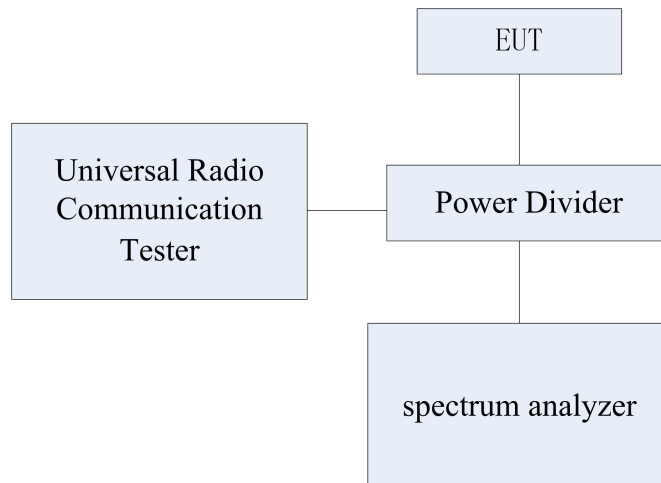 EUT
Universal Radio
Communication
Tester
Power Divider
spectrum analyzer